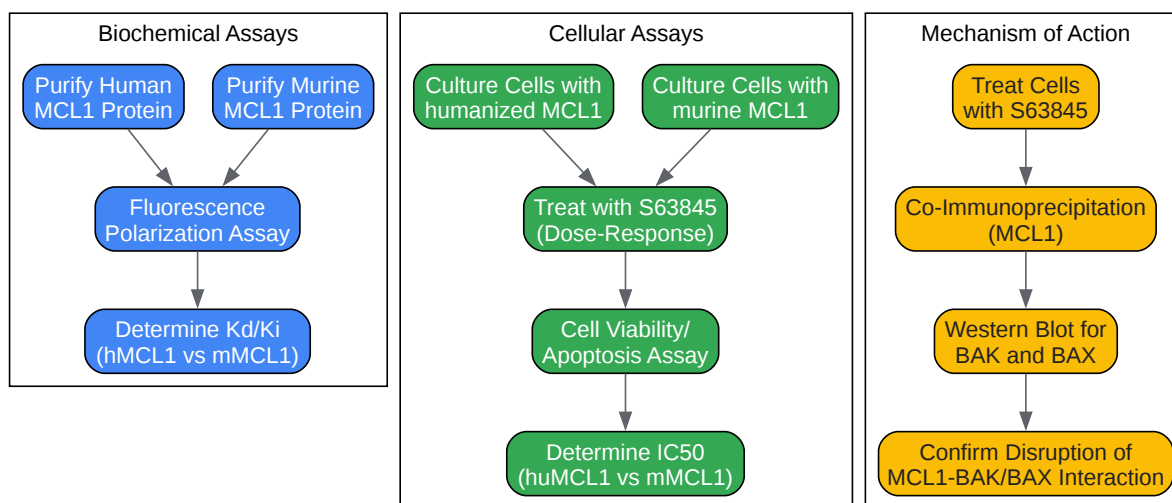 Biochemical Assays
Purify Human
MCL1 Protein
Purify Murine
MCL1 Protein
Fluorescence
Polarization Assay
Determine Kd/Ki
(hMCL1 vs mMCL1)
Cellular Assays
Culture Cells with
humanized MCL1
Culture Cells with
murine MCL1
Treat with S63845
(Dose-Response)
Cell Viability/
Apoptosis Assay
Determine IC50
(huMCL1 vs mMCL1)
Mechanism of Action
Treat Cells
with S63845
Co-Immunoprecipitation
(MCL1)
Western Blot for
BAK and BAX
Confirm Disruption of
MCL1-BAK/BAX Interaction